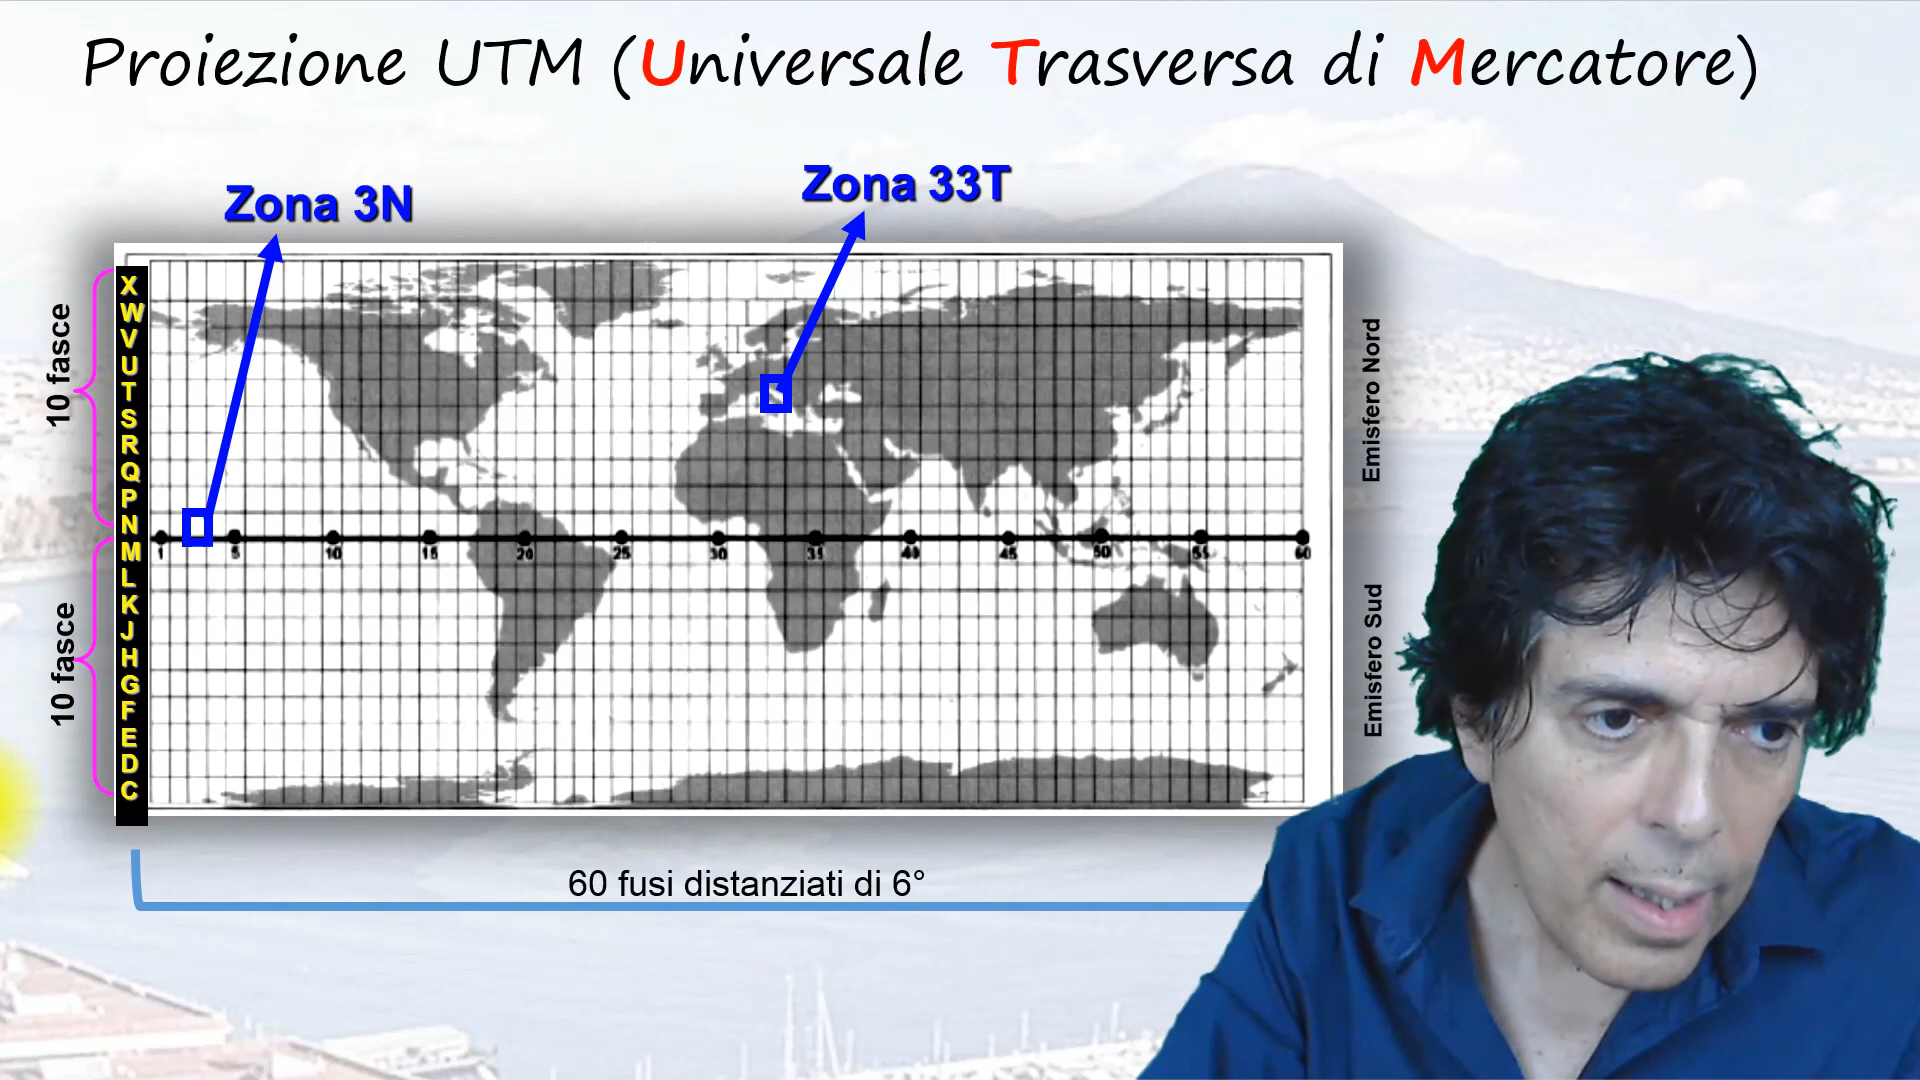 Proiezione UTM (Universale Trasversa di Mercatore)
Zona 3N
Zona 33T
10 fasce
10 fasce
X
W
V
U
T
S
R
Q
P
N
M
L
K
J
H
G
F
E
D
C
1 5 10 15 20 25 30 35 40 45 50 55 60
Emisfero Nord
Emisfero Sud
60 fusi distanziati di 6°